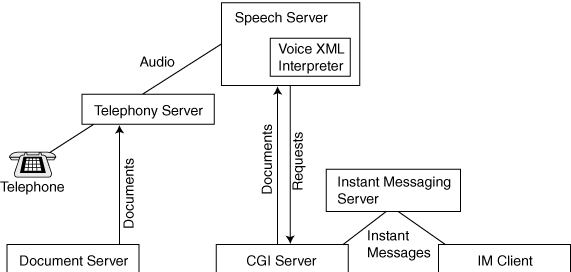 Speech Server
Voice XML
Interpreter
Audio
Telephony Server
Telephone
Documents
Documents
Requests
Instant Messaging
Server
Instant
Messages
Document Server
CGI Server
IM Client